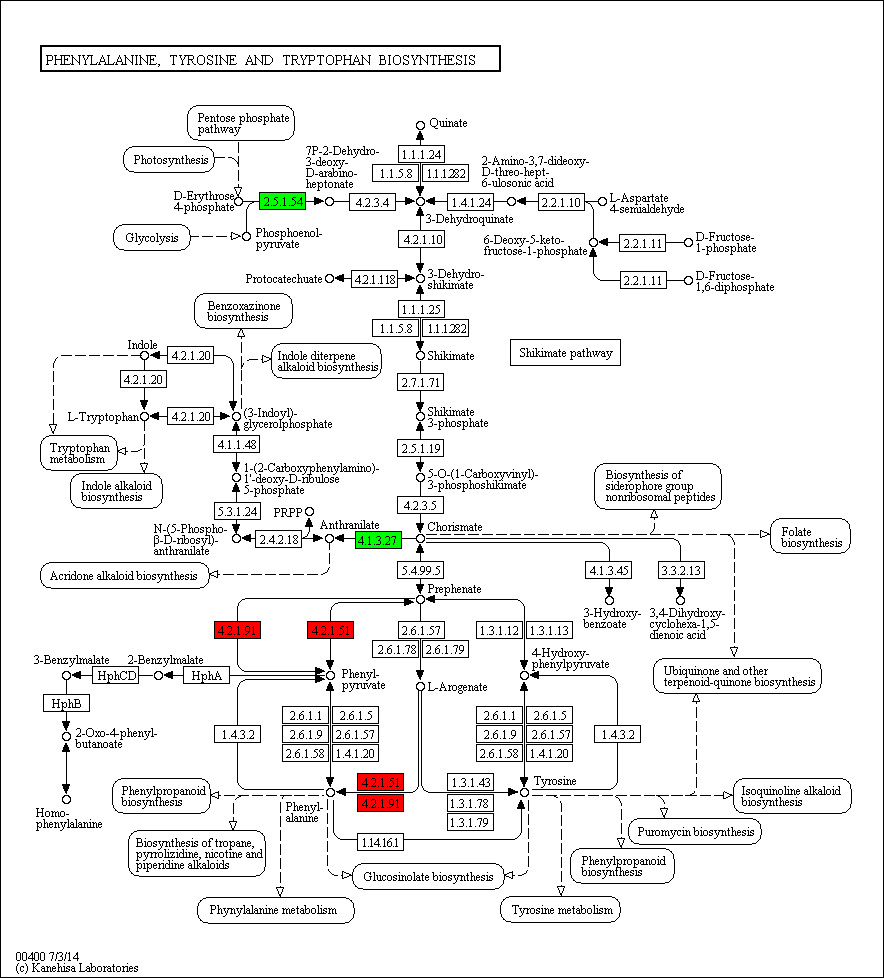 PHENYLALANINE, TYROSINE AND TRYPTOPHAN BIOSYNTHESIS
Pentose phosphate
pathway
Photosynthesis
Glycolysis
D-Erythrose
4-phosphate
2.5.1.54
Phosphoenol-
pyruvate
7P-2-Dehydro-
3-deoxy-
D-arabino-
heptonate
4.2.3.4
Quinate
1.1.1.24
1.1.5.8
1.1.1.282
2-Amino-3,7-dideoxy-
D-threo-hept-
6-ulosonic acid
1.4.1.24
2.2.1.10
L-Aspartate
4-semialdehyde
3-Dehydroquinate
4.2.1.10
6-Deoxy-5-keto-
fructose-1-phosphate
2.2.1.11
D-Fructose-
1-phosphate
2.2.1.11
D-Fructose-
1,6-diphosphate
Protocatechuate
4.2.1.118
3-Dehydro-
shikimate
1.1.1.25
1.1.5.8
1.1.1.282
Shikimate
Shikimate pathway
2.7.1.71
Shikimate
3-phosphate
2.5.1.19
5-O-(1-Carboxyvinyl)-
3-phosphoshikimate
4.2.3.5
Chorismate
Benzoxazinone
biosynthesis
Indole diterpene
alkaloid biosynthesis
Indole
4.2.1.20
4.2.1.20
L-Tryptophan
4.2.1.20
(3-Indoyl)-
glycerolphosphate
Tryptophan
metabolism
Indole alkaloid
biosynthesis
4.1.1.48
1-(2-Carboxyphenylamino)-
1'-deoxy-D-ribulose
5-phosphate
5.3.1.24
PRPP
N-(5-Phospho-
β-D-ribosyl)-
anthranilate
2.4.2.18
Anthranilate
4.1.3.27
Acridone alkaloid biosynthesis
Biosynthesis of
siderophore group
nonribosomal peptides
Folate
biosynthesis
5.4.99.5
4.1.3.45
3.3.2.13
Prephenate
3-Hydroxy-
benzoate
3,4-Dihydroxy-
cyclohexa-1,5-
dienoic acid
4.2.1.91
4.2.1.51
2.6.1.57
2.6.1.78
2.6.1.79
1.3.1.12
1.3.1.13
3-Benzylmalate
HphCD
2-Benzylmalate
HphA
Phenyl-
pyruvate
L-Arogenate
4-Hydroxy-
phenylpyruvate
Ubiquinone and other
terpenoid-quinone biosynthesis
HphB
2-Oxo-4-phenyl-
butanoate
1.4.3.2
2.6.1.1
2.6.1.5
2.6.1.9
2.6.1.57
2.6.1.58
1.4.1.20
2.6.1.1
2.6.1.5
2.6.1.9
2.6.1.57
2.6.1.58
1.4.1.20
1.4.3.2
Homo-
phenylalanine
Phenylpropanoid
biosynthesis
Phenyl-
alanine
4.2.1.51
4.2.1.91
1.3.1.43
1.3.1.78
1.3.1.79
Tyrosine
Isoquinoline alkaloid
biosynthesis
Puromycin biosynthesis
1.14.16.1
Biosynthesis of tropane,
pyrrolizidine, nicotine and
piperidine alkaloids
Phenylpropanoid
biosynthesis
Glucosinolate biosynthesis
Phynylalanine metabolism
Tyrosine metabolism
00400 7/3/14
(c) Kanehisa Laboratories